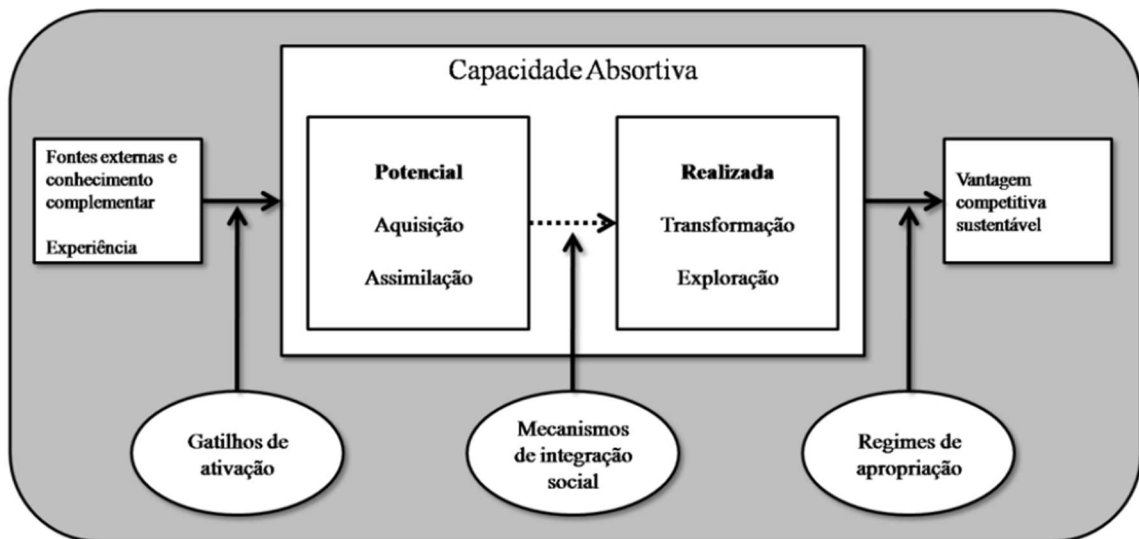 Capacidade Absortiva
Fontes externas e
conhecimento
complementar
Experiência
Potencial
Aquisição
Assimilação
Realizada
Transformação
Exploração
Vantagem
competitiva
sustentável
Gatilhos de
ativação
Mecanismos
de integração
social
Regimes de
apropriação